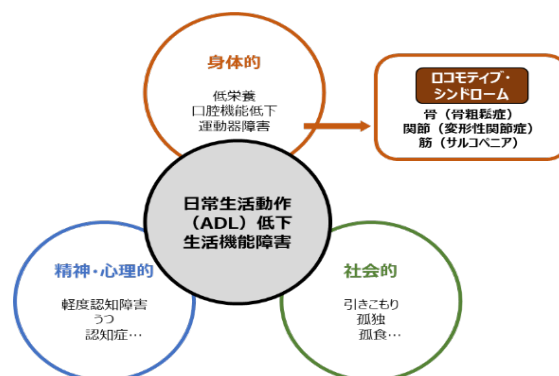 身体的
低栄養
口腔機能低下
運動器障害
ロコモティブ・
シンドローム
骨（骨粗鬆症）
関節（変形性関節症）
筋（サルコペニア）
日常生活動作
（ADL）低下
生活機能障害
精神・心理的
軽度認知障害
うつ
認知症…
社会的
引きこもり
孤独
孤食…